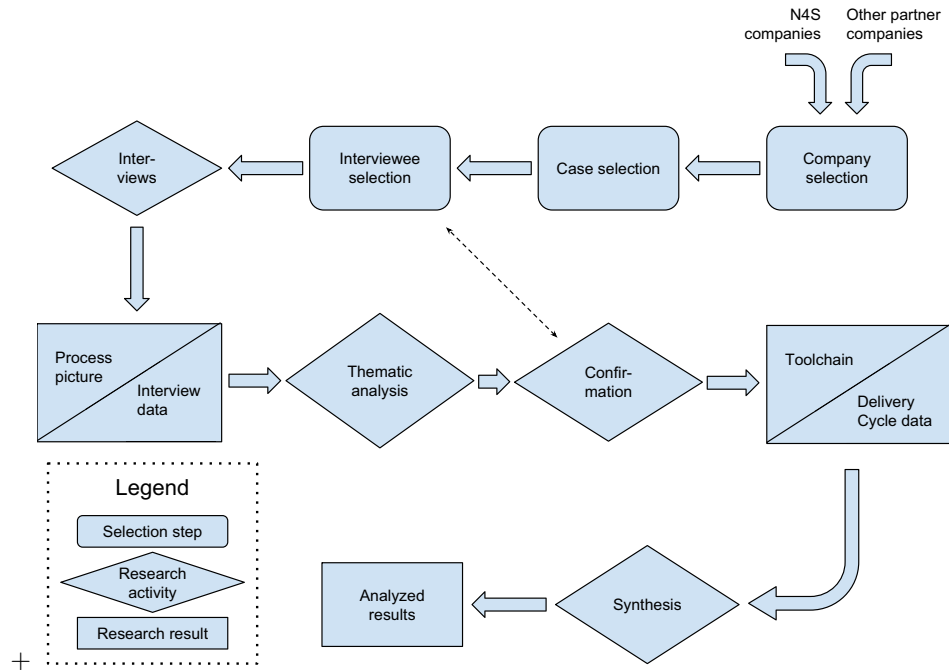 N4S
companies
Other partner
companies
Inter-
views
Interviewee
selection
Case selection
Company
selection
Process
picture
Interview
data
Thematic
analysis
Confir-
mation
Toolchain
Delivery
Cycle data
Legend
Selection step
Research
activity
Research result
Analyzed
results
Synthesis
+